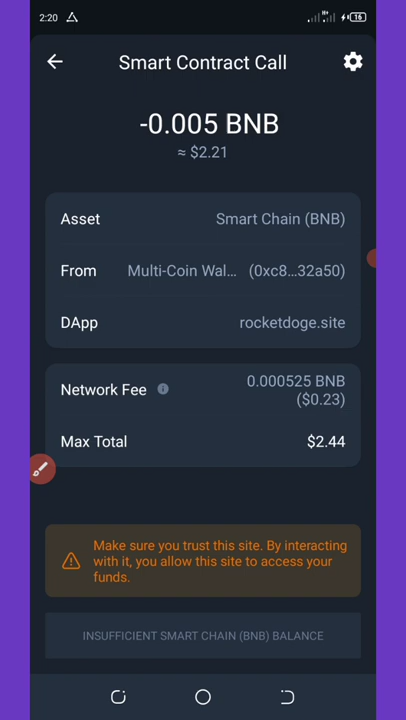 2:20
16
Smart Contract Call
-0.005 BNB
≈ $2.21
Asset Smart Chain (BNB)
From Multi-Coin Wal... (0xc8...32a50)
DApp rocketdoge.site
Network Fee 0.000525 BNB
($0.23)
Max Total $2.44
Make sure you trust this site. By interacting
with it, you allow this site to access your
funds.
INSUFFICIENT SMART CHAIN (BNB) BALANCE